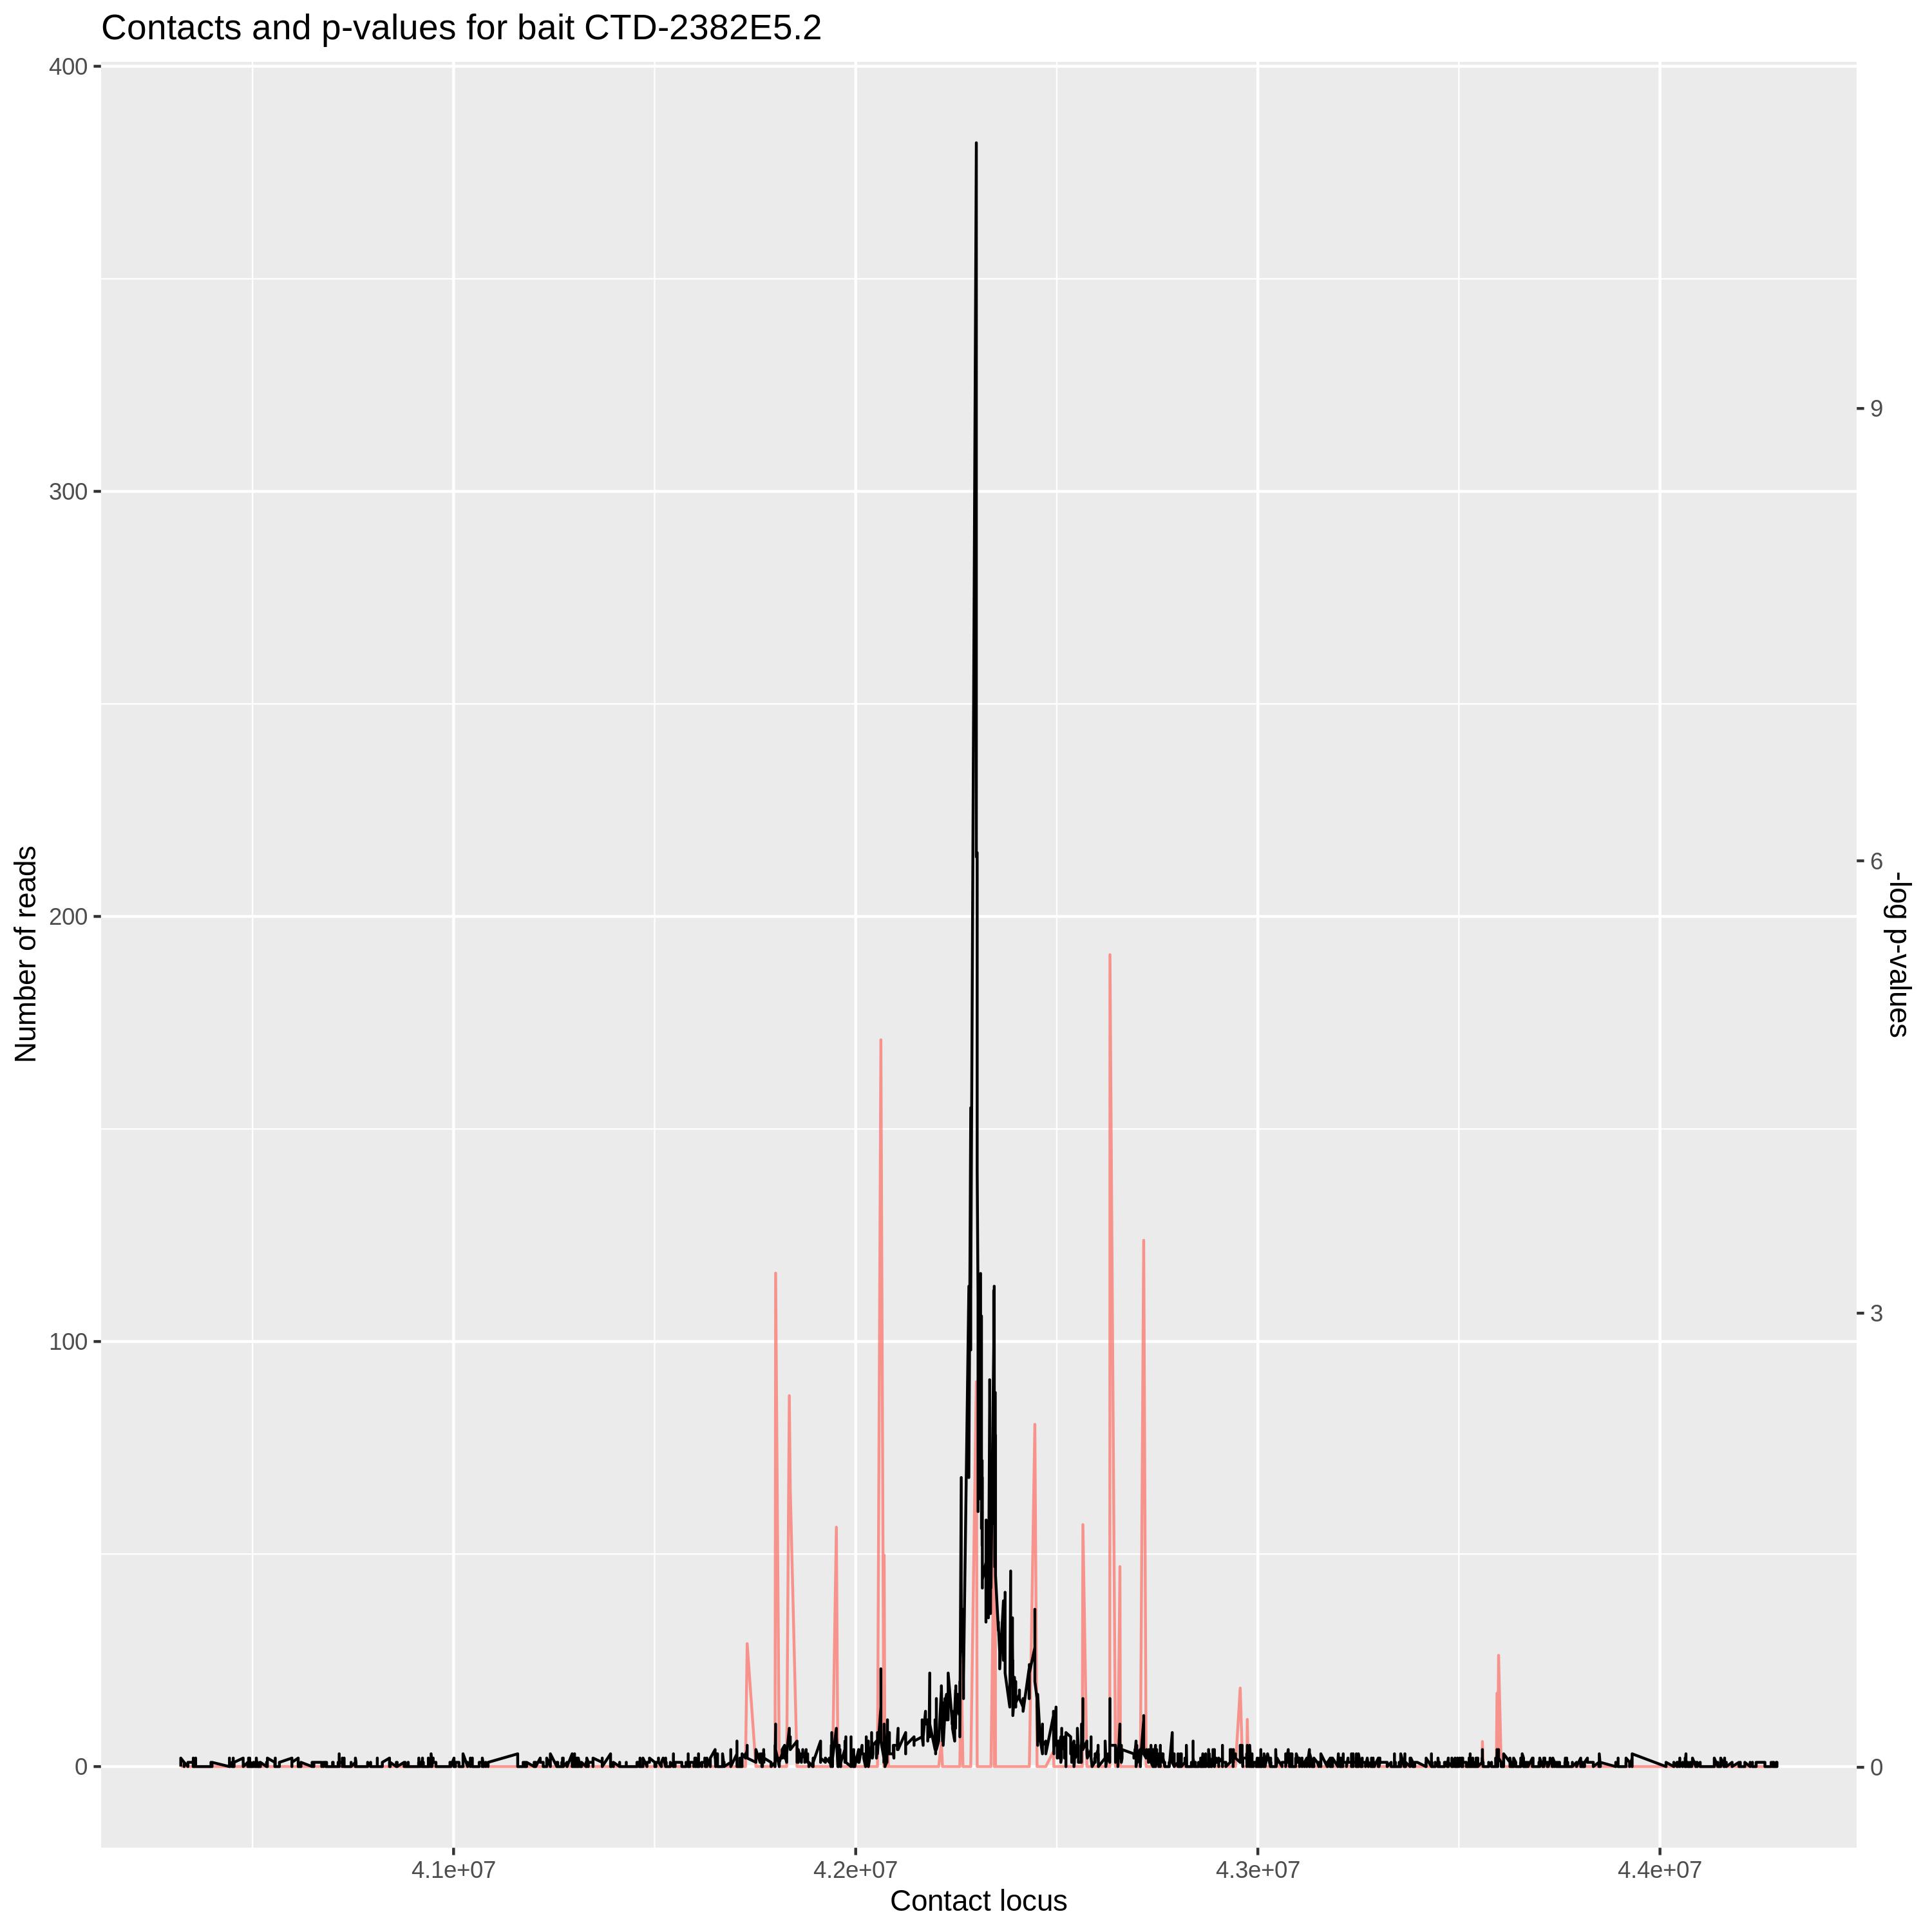 Contacts and p-values for bait CTD-2382E5.2
400
300
200
100
0
Number of reads
9
6
3
0
-log p-values
4.1e+07
4.2e+07
4.3e+07
4.4e+07
Contact locus